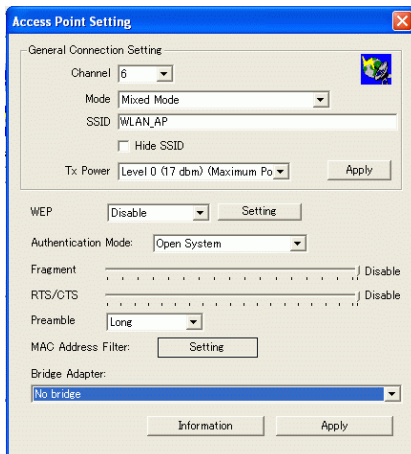 Access Point Setting
General Connection Setting
Channel 6
Mode Mixed Mode
SSID WLAN_AP
Hide SSID
Tx Power Level 0 (17 dbm) (Maximum Po Apply
WEP Disable Setting
Authentication Mode: Open System
Fragment Disable
RTS/CTS Disable
Preamble Long
MAC Address Filter: Setting
Bridge Adapter:
No bridge
Information Apply